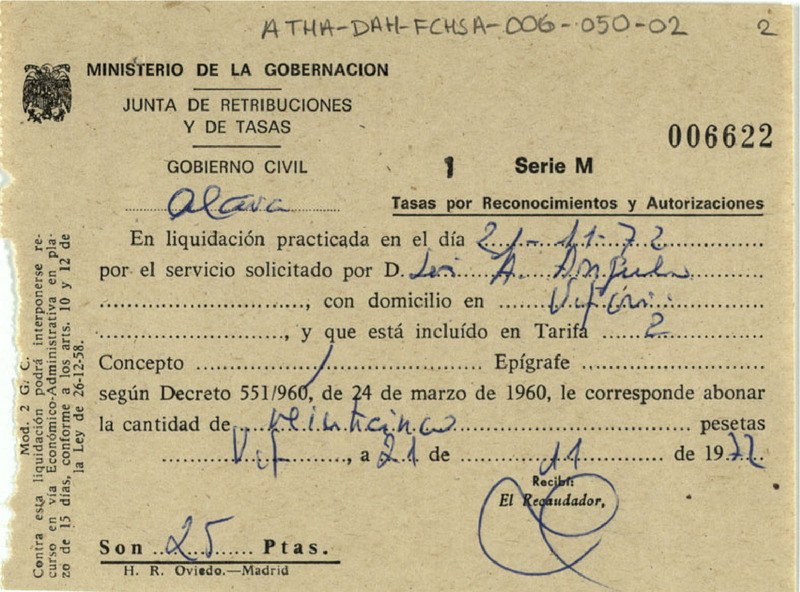 ATHA-DAH-FCHSA-006-050-02 2
MINISTERIO DE LA GOBERNACION
JUNTA DE RETRIBUCIONES
Y DE TASAS
006622
GOBIERNO CIVIL
1 Serie M
Alava
Tasas por Reconocimientos y Autorizaciones
En liquidación practicada en el día 21-11-72
por el servicio solicitado por D. A. Angulo
, con domicilio en
, y que está incluído en Tarifa 2
Concepto / Epígrafe
según Decreto 551/960, de 24 de marzo de 1960, le corresponde abonar
la cantidad de veinticinco pesetas
Vit, a 21 de 11 de 1972
Recibí:
El Recaudador,
Son 25 Ptas.
H. R. Oviedo.—Madrid
Mod. 2 G. C.
Contra esta liquidación podrá interponerse re-
curso en vía Económico-Administrativa en pla-
zo de 15 días, conforme a los arts. 10 y 12 de
la Ley de 26-12-58.